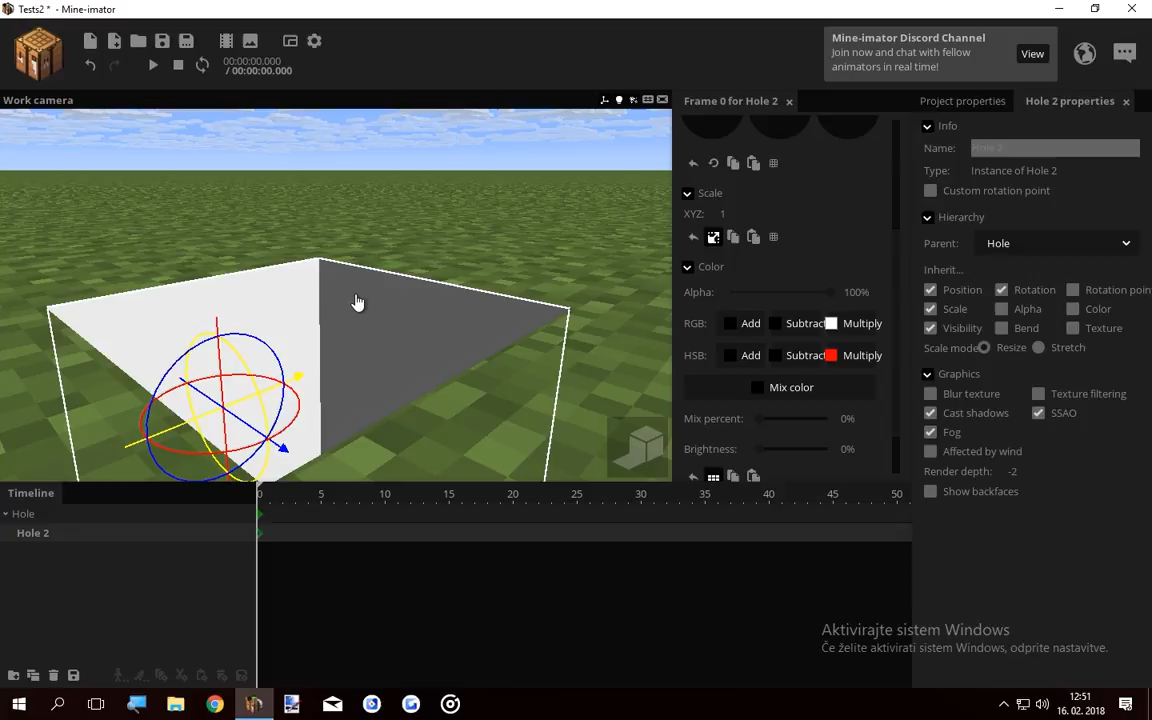 Tests2 * - Mine-imator
Mine-imator Discord Channel
Join now and chat with fellow
animators in real time!
View
00:00:00.000
/ 00:00:00.000
Work camera
Frame 0 for Hole 2
Project properties
Hole 2 properties
Scale
XYZ: 1
Color
Alpha: 100%
RGB: Add Subtract Multiply
HSB: Add Subtract Multiply
Mix color
Mix percent: 0%
Brightness: 0%
Info
Name: Hole 2
Type: Instance of Hole 2
Custom rotation point
Hierarchy
Parent: Hole
Inherit...
Position Rotation Rotation poin
Scale Alpha Color
Visibility Bend Texture
Scale mode Resize Stretch
Graphics
Blur texture Texture filtering
Cast shadows SSAO
Fog
Affected by wind
Render depth: -2
Show backfaces
Timeline
0 5 10 15 20 25 30 35 40 45 50
Hole
Hole 2
Aktivirajte sistem Windows
Če želite aktivirati sistem Windows, odprite nastavitve.
12:51
16. 02. 2018